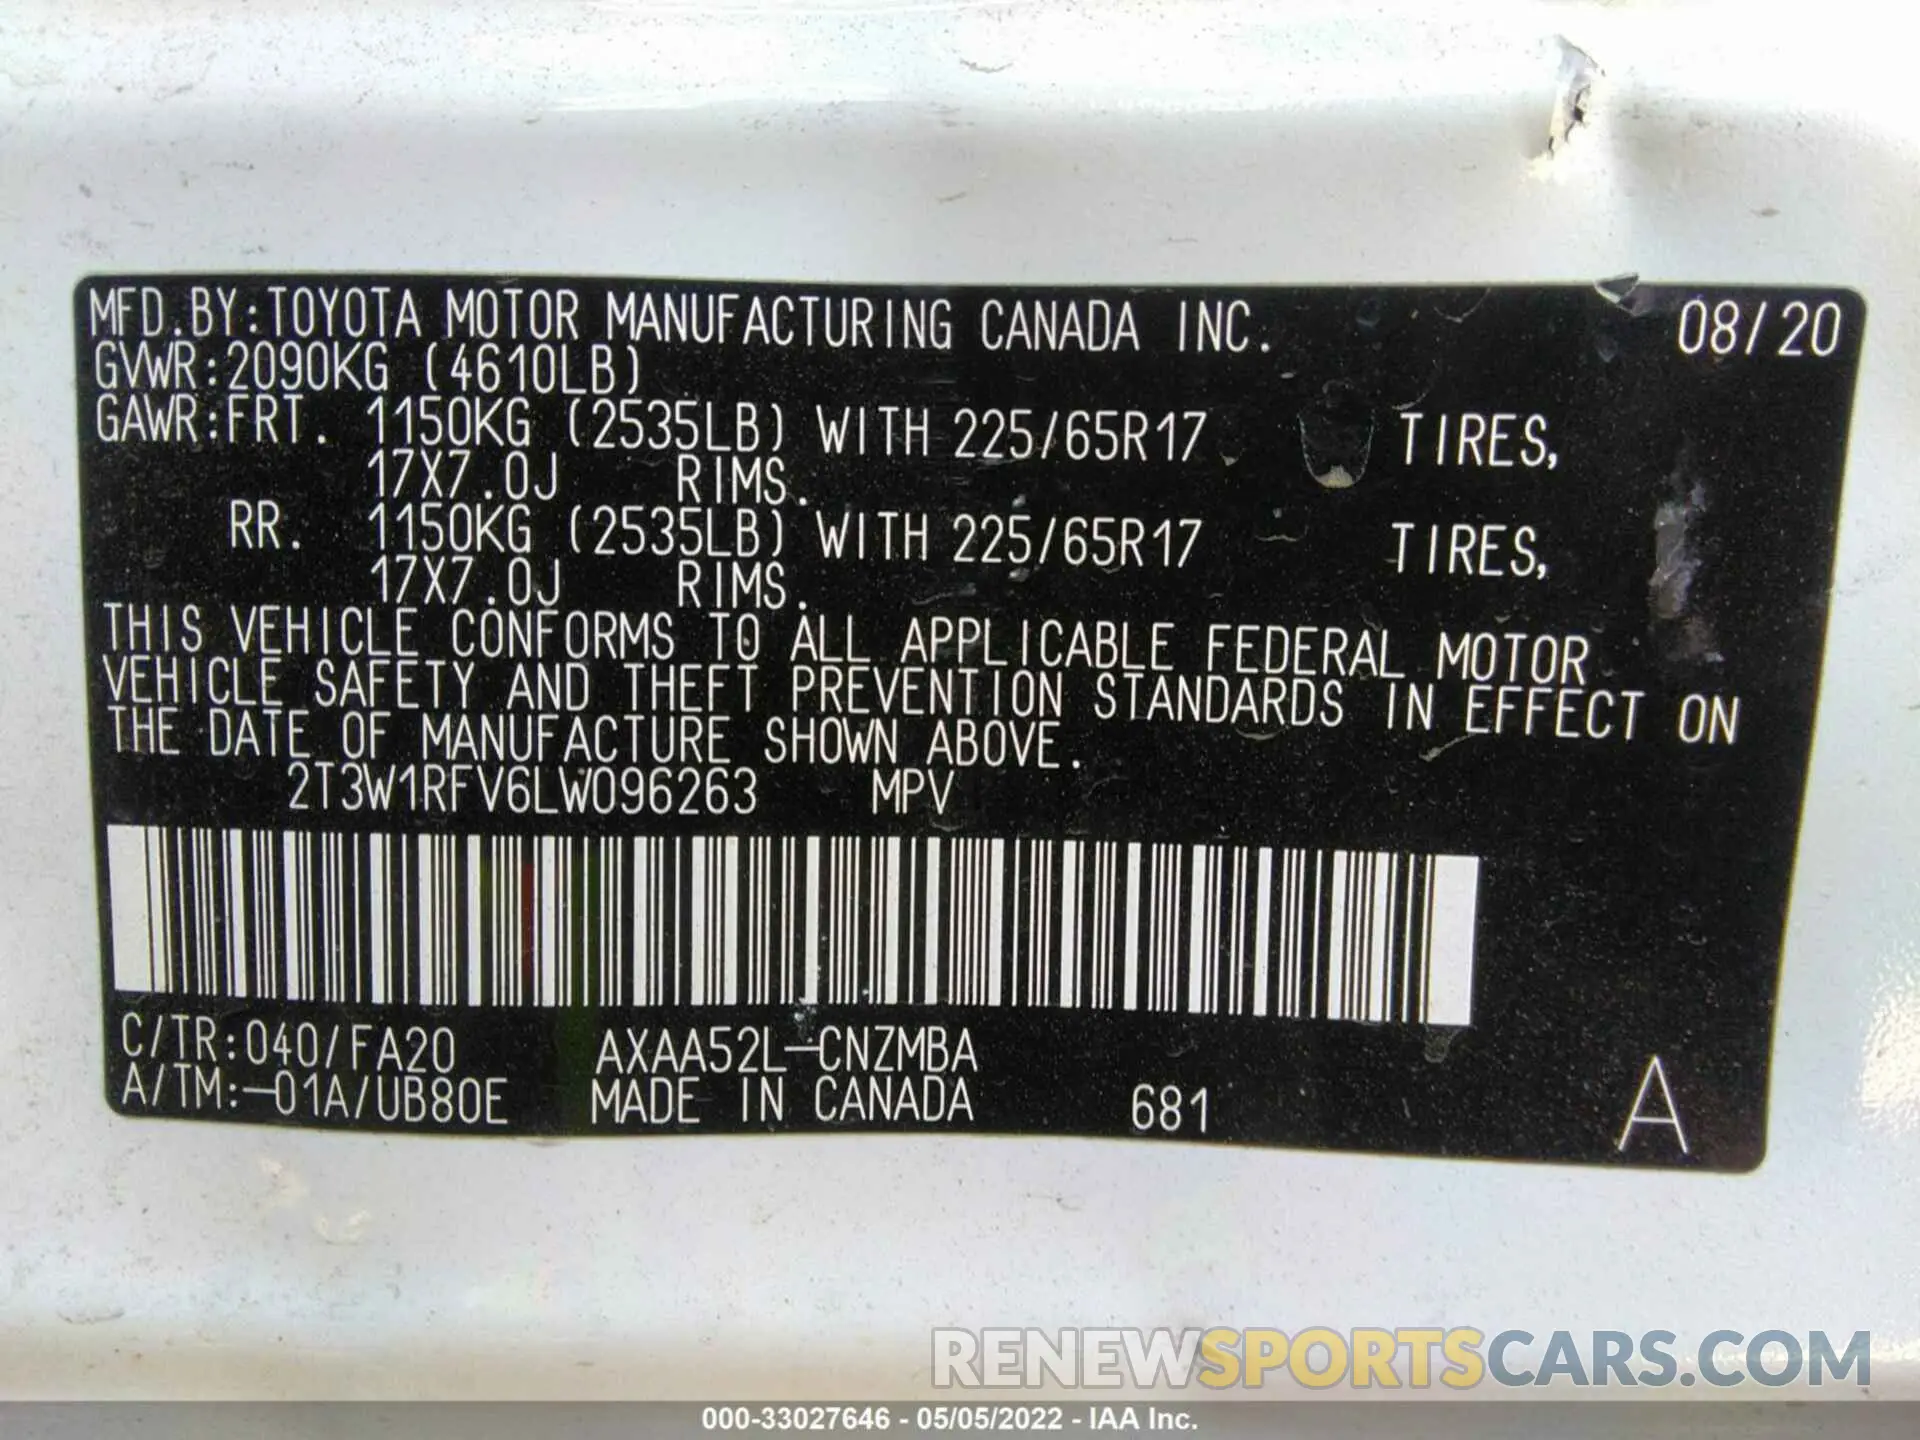 MFD.BY:TOYOTA MOTOR MANUFACTURING CANADA INC. 08/20
GVWR:2090KG (4610LB)
GAWR:FRT. 1150KG (2535LB) WITH 225/65R17 TIRES,
17X7.0J RIMS.
RR. 1150KG (2535LB) WITH 225/65R17 TIRES,
17X7.0J RIMS.
THIS VEHICLE CONFORMS TO ALL APPLICABLE FEDERAL MOTOR
VEHICLE SAFETY AND THEFT PREVENTION STANDARDS IN EFFECT ON
THE DATE OF MANUFACTURE SHOWN ABOVE.
2T3W1RFV6LW096263 MPV
C/TR:040/FA20 AXAA52L-CNZMBA
A/TM:-01A/UB80E MADE IN CANADA 681 A
RENEWSPORTSCARS.COM
000-33027646 - 05/05/2022 - IAA Inc.